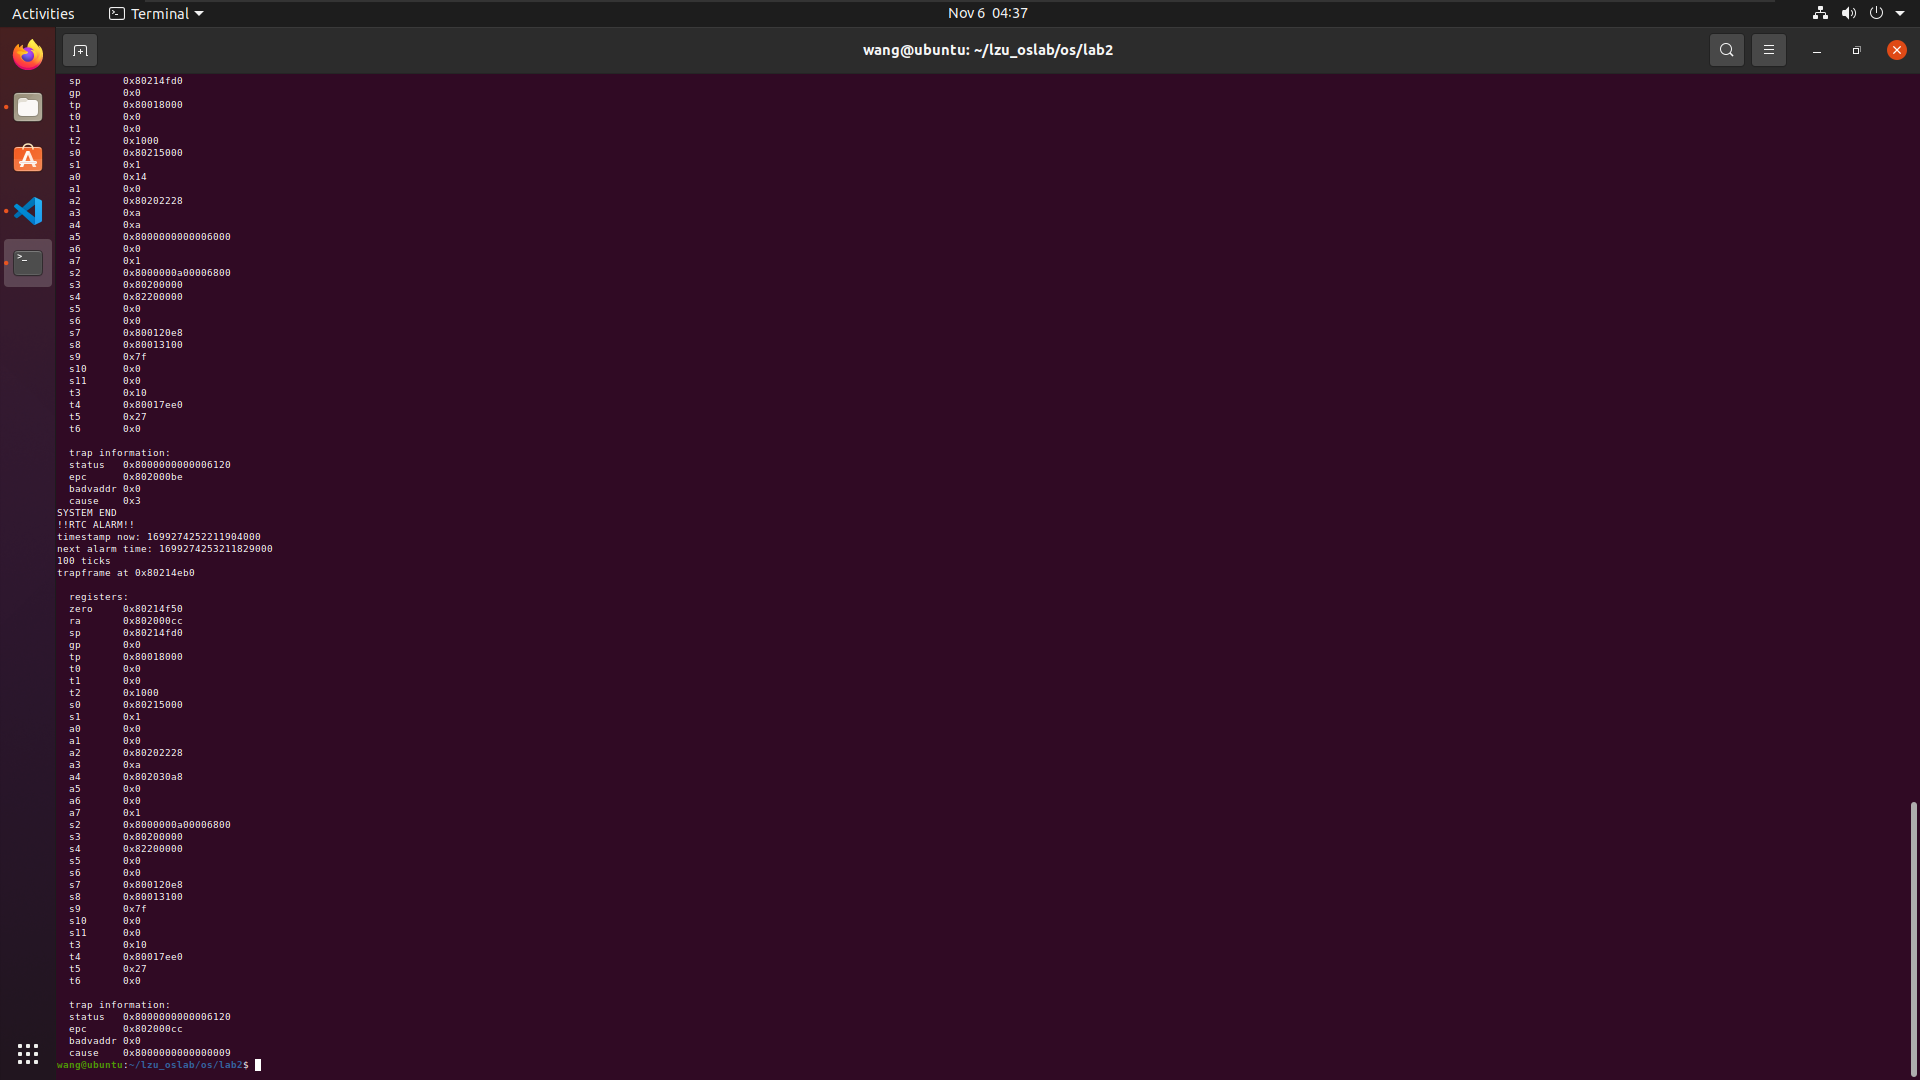 Activities
Terminal
Nov 6 04:37
wang@ubuntu: ~/lzu_oslab/os/lab2
sp 0x80214fd0
gp 0x0
tp 0x80018000
t0 0x0
t1 0x0
t2 0x1000
s0 0x80215000
s1 0x1
a0 0x14
a1 0x0
a2 0x80202228
a3 0xa
a4 0xa
a5 0x8000000000006000
a6 0x0
a7 0x1
s2 0x8000000a00006800
s3 0x80200000
s4 0x82200000
s5 0x0
s6 0x0
s7 0x800120e8
s8 0x80013100
s9 0x7f
s10 0x0
s11 0x0
t3 0x10
t4 0x80017ee0
t5 0x27
t6 0x0
trap information:
status 0x8000000000006120
epc 0x802000be
badvaddr 0x0
cause 0x3
SYSTEM END
!!RTC ALARM!!
timestamp now: 1699274252211904000
next alarm time: 1699274253211829000
100 ticks
trapframe at 0x80214eb0
registers:
zero 0x80214f50
ra 0x802000cc
sp 0x80214fd0
gp 0x0
tp 0x80018000
t0 0x0
t1 0x0
t2 0x1000
s0 0x80215000
s1 0x1
a0 0x0
a1 0x0
a2 0x80202228
a3 0xa
a4 0x802030a8
a5 0x0
a6 0x0
a7 0x1
s2 0x8000000a00006800
s3 0x80200000
s4 0x82200000
s5 0x0
s6 0x0
s7 0x800120e8
s8 0x80013100
s9 0x7f
s10 0x0
s11 0x0
t3 0x10
t4 0x80017ee0
t5 0x27
t6 0x0
trap information:
status 0x8000000000006120
epc 0x802000cc
badvaddr 0x0
cause 0x8000000000000009
wang@ubuntu:~/lzu_oslab/os/lab2$